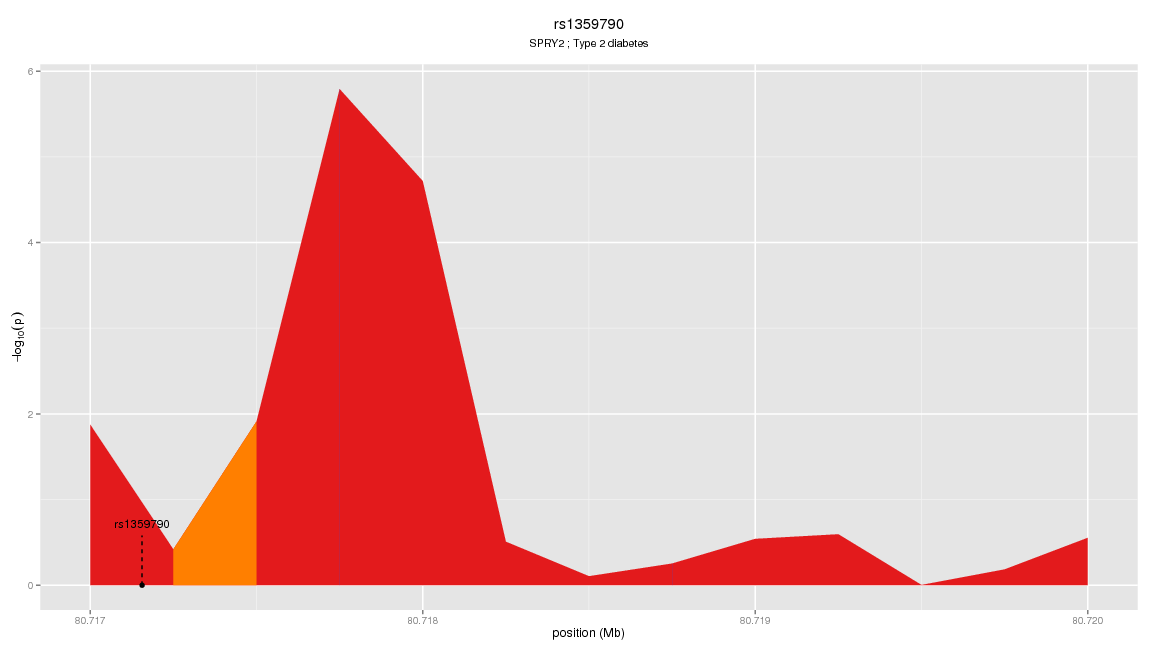 rs1359790
SPRY2 ; Type 2 diabetes
6
4
2
0
−log10(p)
rs1359790
80.717 80.718 80.719 80.720
position (Mb)